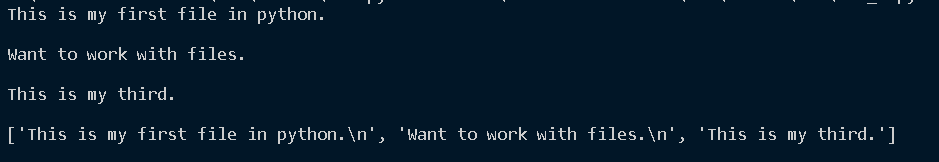 This is my first file in python.
Want to work with files.
This is my third.
['This is my first file in python.\n', 'Want to work with files.\n', 'This is my third.']